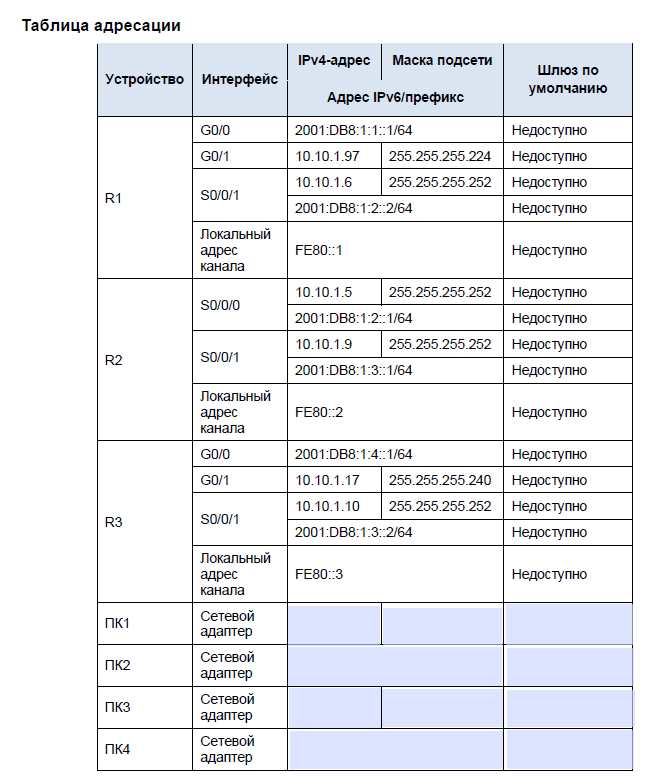 Таблица адресации
Устройство
Интерфейс
IPv4-адрес
Маска подсети
Адрес IPv6/префикс
Шлюз по
умолчанию
R1
G0/0
2001:DB8:1:1::1/64
Недоступно
G0/1
10.10.1.97
255.255.255.224
Недоступно
S0/0/1
10.10.1.6
255.255.255.252
Недоступно
2001:DB8:1:2::2/64
Недоступно
Локальный
адрес
канала
FE80::1
Недоступно
R2
S0/0/0
10.10.1.5
255.255.255.252
Недоступно
2001:DB8:1:2::1/64
Недоступно
S0/0/1
10.10.1.9
255.255.255.252
Недоступно
2001:DB8:1:3::1/64
Недоступно
Локальный
адрес
канала
FE80::2
Недоступно
R3
G0/0
2001:DB8:1:4::1/64
Недоступно
G0/1
10.10.1.17
255.255.255.240
Недоступно
S0/0/1
10.10.1.10
255.255.255.252
Недоступно
2001:DB8:1:3::2/64
Недоступно
Локальный
адрес
канала
FE80::3
Недоступно
ПК1
Сетевой
адаптер
ПК2
Сетевой
адаптер
ПК3
Сетевой
адаптер
ПК4
Сетевой
адаптер